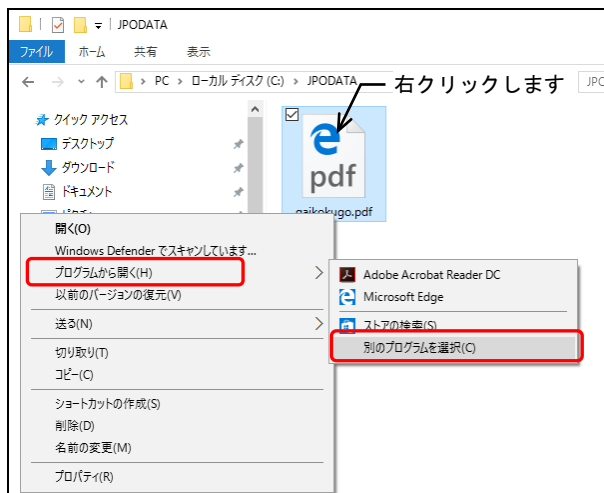 JPODATA
ファイル ホーム 共有 表示
PC › ローカル ディスク (C:) › JPODATA
右クリックします
クイック アクセス
デスクトップ
ダウンロード
ドキュメント
pdf
gaikokugo.pdf
開く(O)
Windows Defender でスキャンしています...
プログラムから開く(H)
以前のバージョンの復元(V)
送る(N)
切り取り(T)
コピー(C)
ショートカットの作成(S)
削除(D)
名前の変更(M)
プロパティ(R)
Adobe Acrobat Reader DC
Microsoft Edge
ストアの検索(S)
別のプログラムを選択(C)